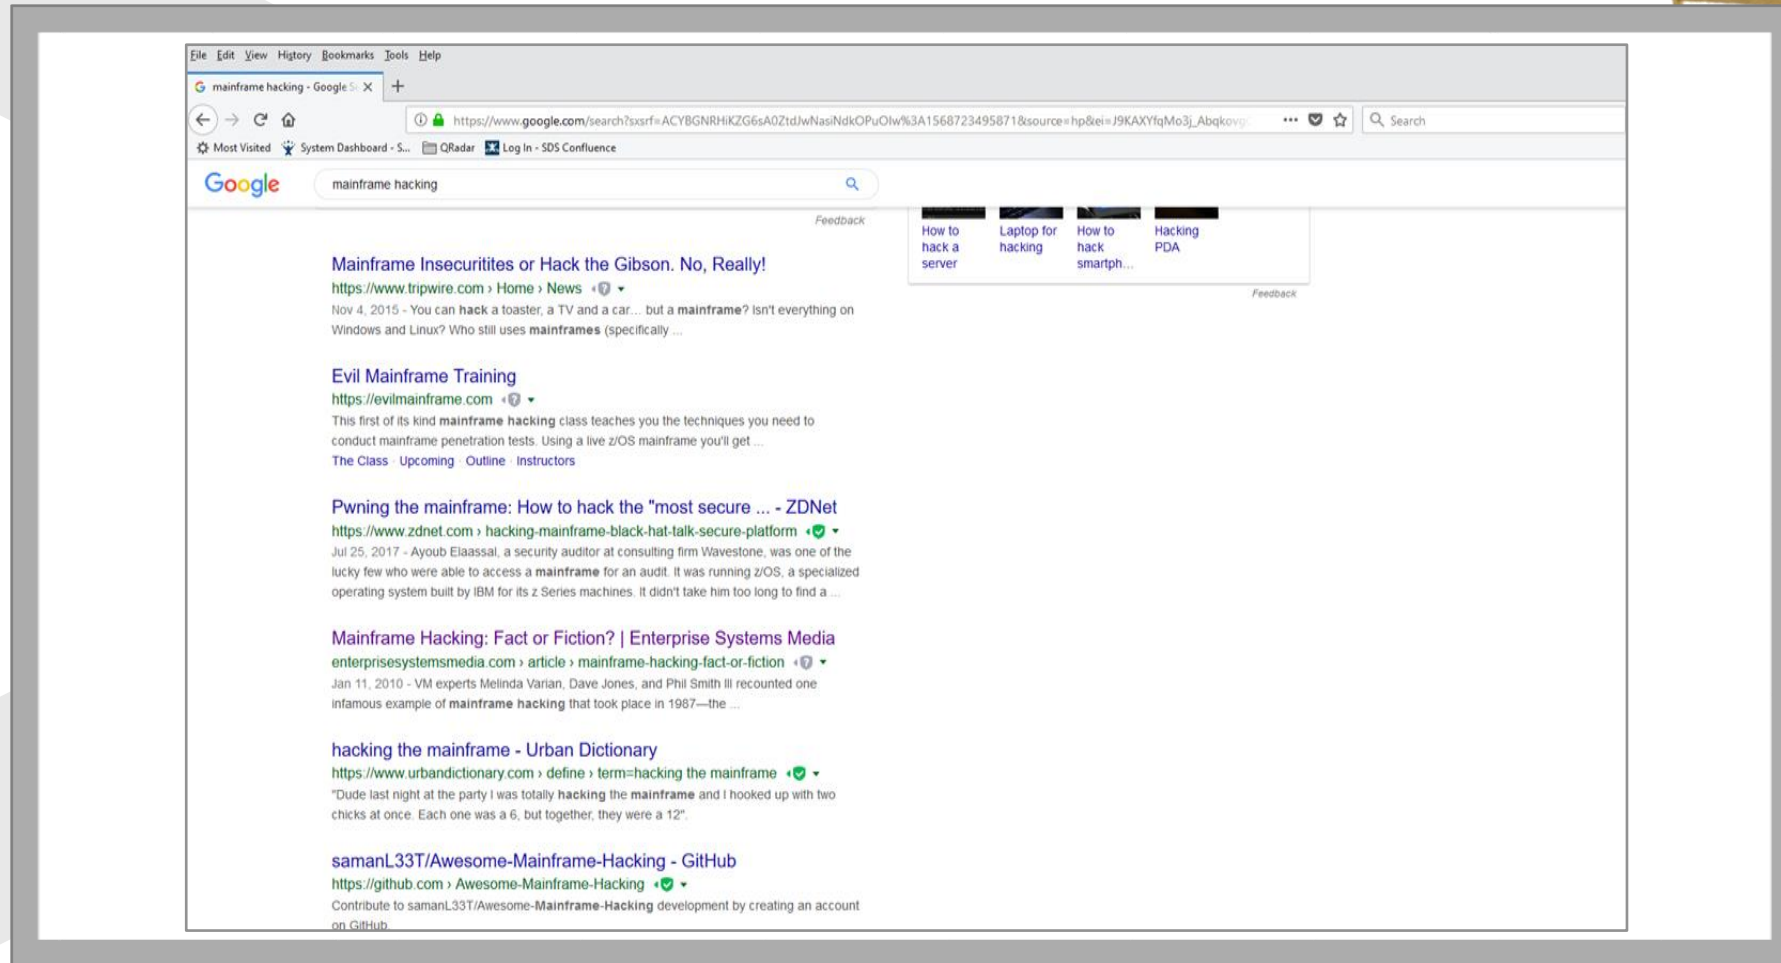 File Edit View History Bookmarks Tools Help
mainframe hacking - Google S
https://www.google.com/search?sxsrf=ACYBGNRHiKZG6sA0ZtdJwNasiNdkOPuOlw%3A1568723495871&source=hp&ei=J9KAXYfqMo3j_Abqkovg
Search
Most Visited System Dashboard - S... QRadar Log In - SDS Confluence
Google mainframe hacking
Feedback
How to hack a server
Laptop for hacking
How to hack smartph...
Hacking PDA
Feedback
Mainframe Insecuritites or Hack the Gibson. No, Really!
https://www.tripwire.com › Home › News
Nov 4, 2015 - You can hack a toaster, a TV and a car... but a mainframe? Isn't everything on
Windows and Linux? Who still uses mainframes (specifically ...
Evil Mainframe Training
https://evilmainframe.com
This first of its kind mainframe hacking class teaches you the techniques you need to
conduct mainframe penetration tests. Using a live z/OS mainframe you'll get ...
The Class · Upcoming · Outline · Instructors
Pwning the mainframe: How to hack the "most secure ... - ZDNet
https://www.zdnet.com › hacking-mainframe-black-hat-talk-secure-platform
Jul 25, 2017 - Ayoub Elaassal, a security auditor at consulting firm Wavestone, was one of the
lucky few who were able to access a mainframe for an audit. It was running z/OS, a specialized
operating system built by IBM for its z Series machines. It didn't take him too long to find a ...
Mainframe Hacking: Fact or Fiction? | Enterprise Systems Media
enterprisesystemsmedia.com › article › mainframe-hacking-fact-or-fiction
Jan 11, 2010 - VM experts Melinda Varian, Dave Jones, and Phil Smith III recounted one
infamous example of mainframe hacking that took place in 1987—the ...
hacking the mainframe - Urban Dictionary
https://www.urbandictionary.com › define › term=hacking the mainframe
"Dude last night at the party I was totally hacking the mainframe and I hooked up with two
chicks at once. Each one was a 6, but together, they were a 12".
samanL33T/Awesome-Mainframe-Hacking - GitHub
https://github.com › Awesome-Mainframe-Hacking
Contribute to samanL33T/Awesome-Mainframe-Hacking development by creating an account
on GitHub.